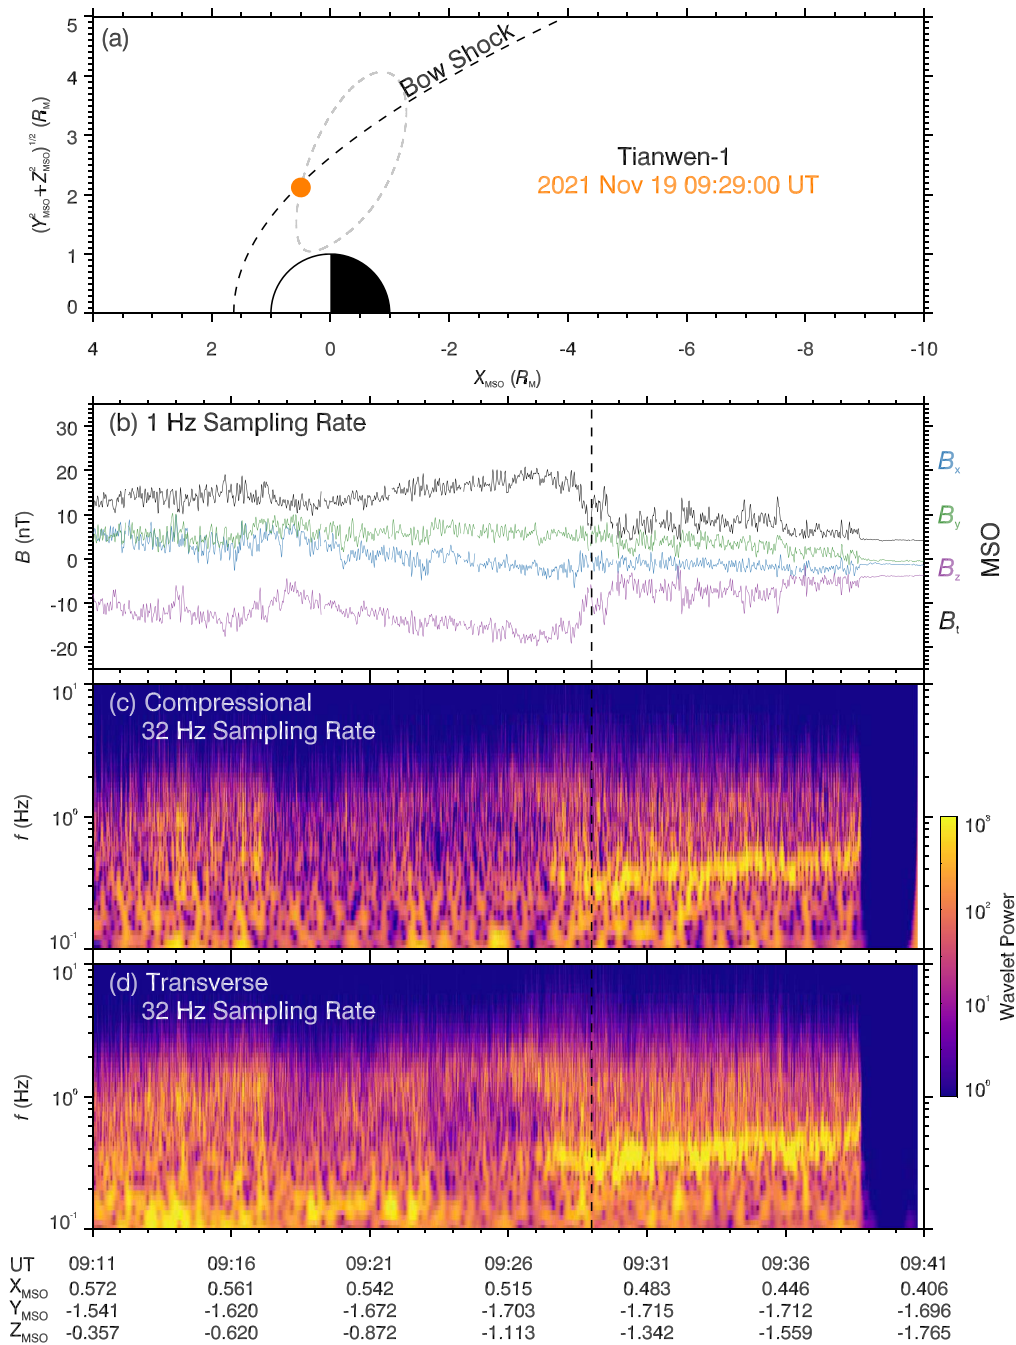 (a)
Bow Shock
Tianwen-1
2021 Nov 19 09:29:00 UT
5
4
3
2
1
0
(Y²MSO+Z²MSO)^1/2 (RM)
4 2 0 -2 -4 -6 -8 -10
XMSO (RM)
(b) 1 Hz Sampling Rate
30
20
10
0
-10
-20
B (nT)
Bx
By
Bz
Bt
MSO
(c) Compressional
32 Hz Sampling Rate
10¹
10⁰
10⁻¹
f (Hz)
(d) Transverse
32 Hz Sampling Rate
10¹
10⁰
10⁻¹
f (Hz)
10³
10²
10¹
10⁰
Wavelet Power
UT 09:11 09:16 09:21 09:26 09:31 09:36 09:41
XMSO 0.572 0.561 0.542 0.515 0.483 0.446 0.406
YMSO -1.541 -1.620 -1.672 -1.703 -1.715 -1.712 -1.696
ZMSO -0.357 -0.620 -0.872 -1.113 -1.342 -1.559 -1.765